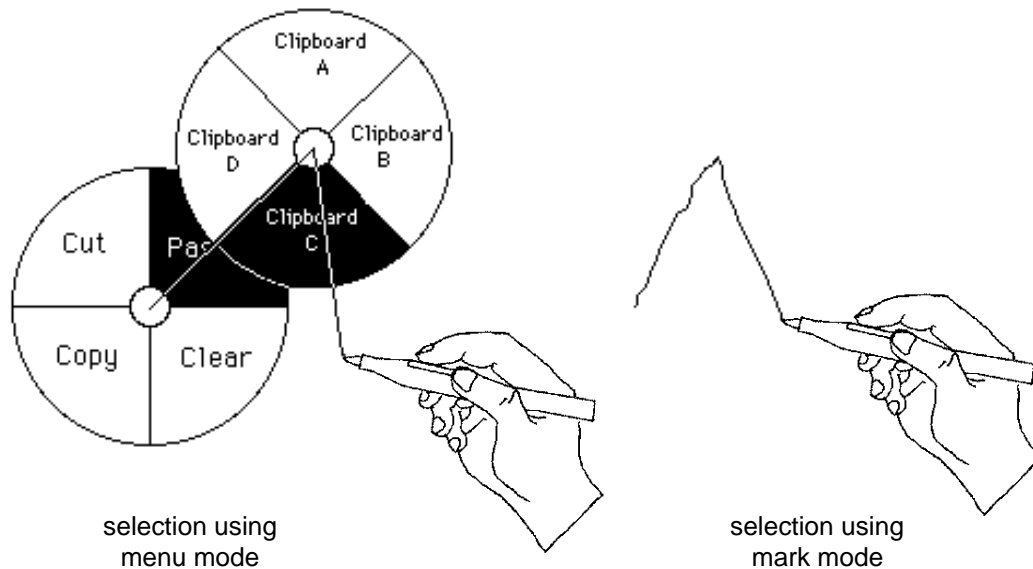 Clipboard
A
Clipboard
D
Clipboard
B
Clipboard
C
Cut
Pas
Copy
Clear
selection using
menu mode
selection using
mark mode